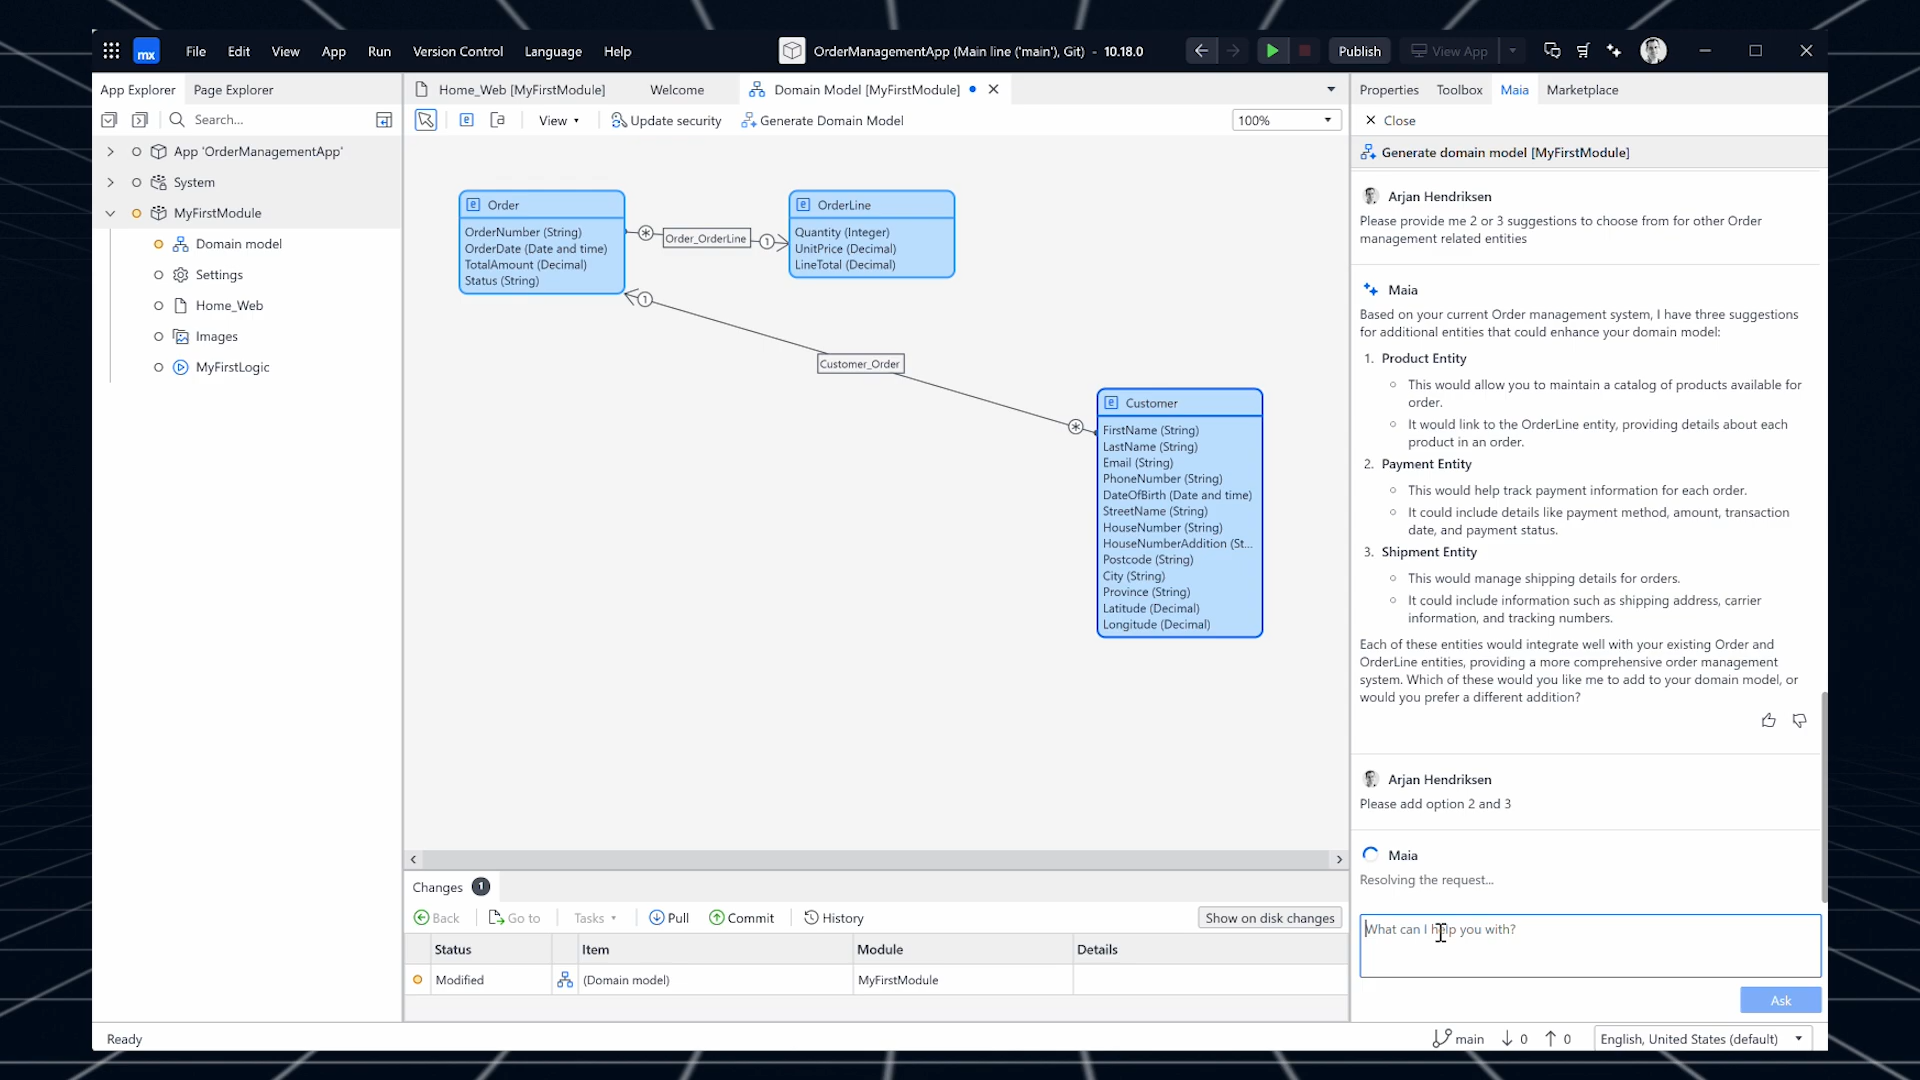 mx File Edit View App Run Version Control Language Help
OrderManagementApp (Main line ('main'), Git) - 10.18.0
Publish View App
App Explorer Page Explorer
Search...
App 'OrderManagementApp'
System
MyFirstModule
Domain model
Settings
Home_Web
Images
MyFirstLogic
Home_Web [MyFirstModule] Welcome Domain Model [MyFirstModule]
View Update security Generate Domain Model 100%
Order
OrderNumber (String)
OrderDate (Date and time)
TotalAmount (Decimal)
Status (String)
Order_OrderLine
1
OrderLine
Quantity (Integer)
UnitPrice (Decimal)
LineTotal (Decimal)
1
Customer_Order
Customer
FirstName (String)
LastName (String)
Email (String)
PhoneNumber (String)
DateOfBirth (Date and time)
StreetName (String)
HouseNumber (String)
HouseNumberAddition (St...
Postcode (String)
City (String)
Province (String)
Latitude (Decimal)
Longitude (Decimal)
Changes 1
Back Go to Tasks Pull Commit History Show on disk changes
Status Item Module Details
Modified (Domain model) MyFirstModule
Properties Toolbox Maia Marketplace
Close
Generate domain model [MyFirstModule]
Arjan Hendriksen
Please provide me 2 or 3 suggestions to choose from for other Order
management related entities
Maia
Based on your current Order management system, I have three suggestions
for additional entities that could enhance your domain model:
1. Product Entity
This would allow you to maintain a catalog of products available for
order.
It would link to the OrderLine entity, providing details about each
product in an order.
2. Payment Entity
This would help track payment information for each order.
It could include details like payment method, amount, transaction
date, and payment status.
3. Shipment Entity
This would manage shipping details for orders.
It could include information such as shipping address, carrier
information, and tracking numbers.
Each of these entities would integrate well with your existing Order and
OrderLine entities, providing a more comprehensive order management
system. Which of these would you like me to add to your domain model, or
would you prefer a different addition?
Arjan Hendriksen
Please add option 2 and 3
Maia
Resolving the request...
What can I help you with?
Ask
Ready
main 0 0 English, United States (default)